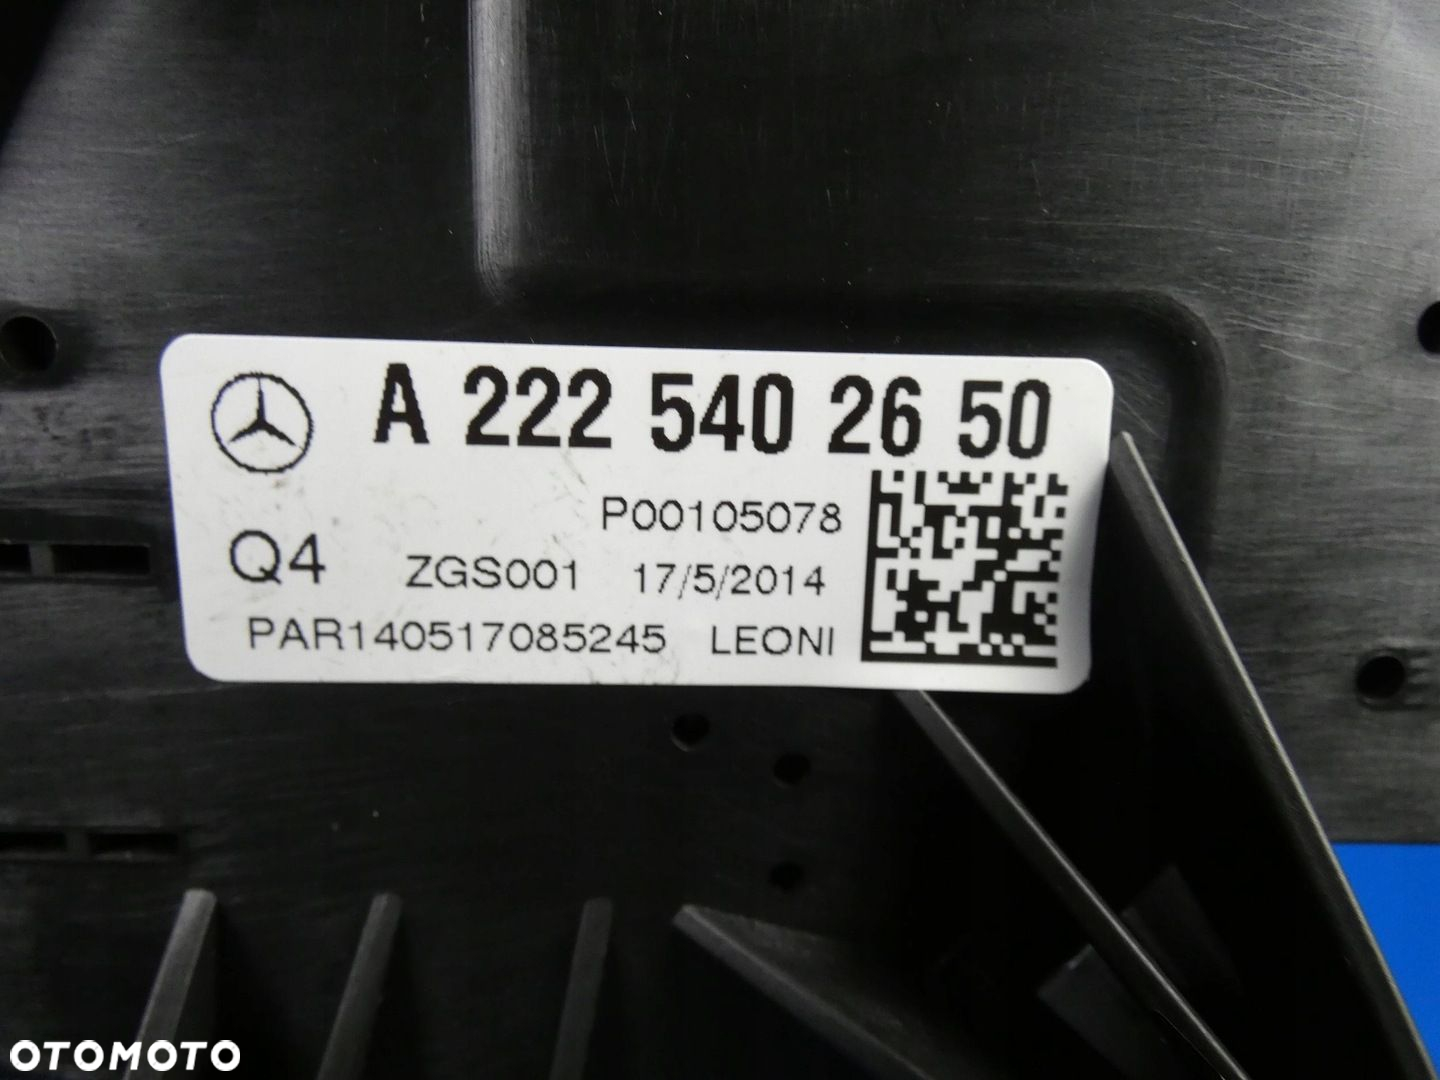 A 222 540 26 50
P00105078
Q4 ZGS001 17/5/2014
PAR140517085245 LEONI
OTOMOTO